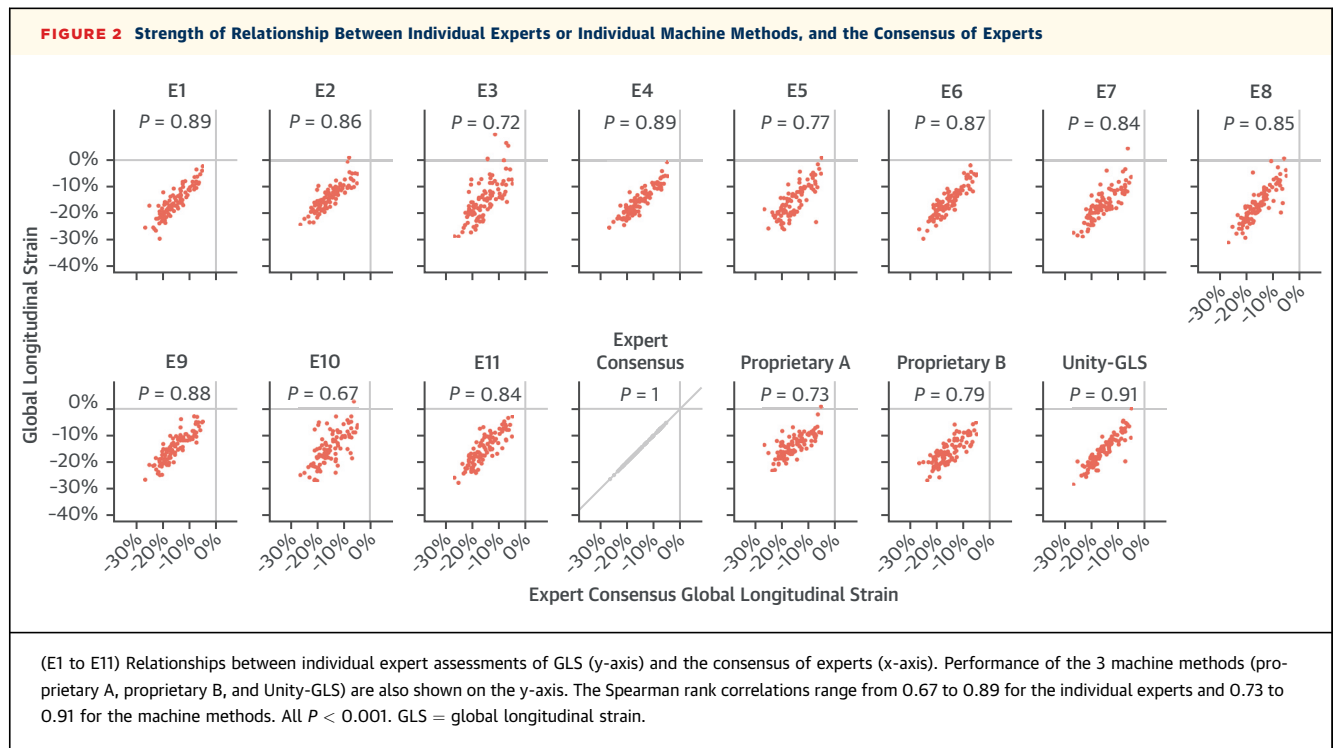 FIGURE 2 Strength of Relationship Between Individual Experts or Individual Machine Methods, and the Consensus of Experts
E1 E2 E3 E4 E5 E6 E7 E8
P = 0.89 P = 0.86 P = 0.72 P = 0.89 P = 0.77 P = 0.87 P = 0.84 P = 0.85
0%
-10%
-20%
-30%
-40%
-30% -20% -10% 0%
Global Longitudinal Strain
E9 E10 E11 Expert Consensus Proprietary A Proprietary B Unity-GLS
P = 0.88 P = 0.67 P = 0.84 P = 1 P = 0.73 P = 0.79 P = 0.91
0%
-10%
-20%
-30%
-40%
-30% -20% -10% 0% -30% -20% -10% 0% -30% -20% -10% 0% -30% -20% -10% 0% -30% -20% -10% 0% -30% -20% -10% 0% -30% -20% -10% 0%
Expert Consensus Global Longitudinal Strain
(E1 to E11) Relationships between individual expert assessments of GLS (y-axis) and the consensus of experts (x-axis). Performance of the 3 machine methods (pro-
prietary A, proprietary B, and Unity-GLS) are also shown on the y-axis. The Spearman rank correlations range from 0.67 to 0.89 for the individual experts and 0.73 to
0.91 for the machine methods. All P < 0.001. GLS = global longitudinal strain.